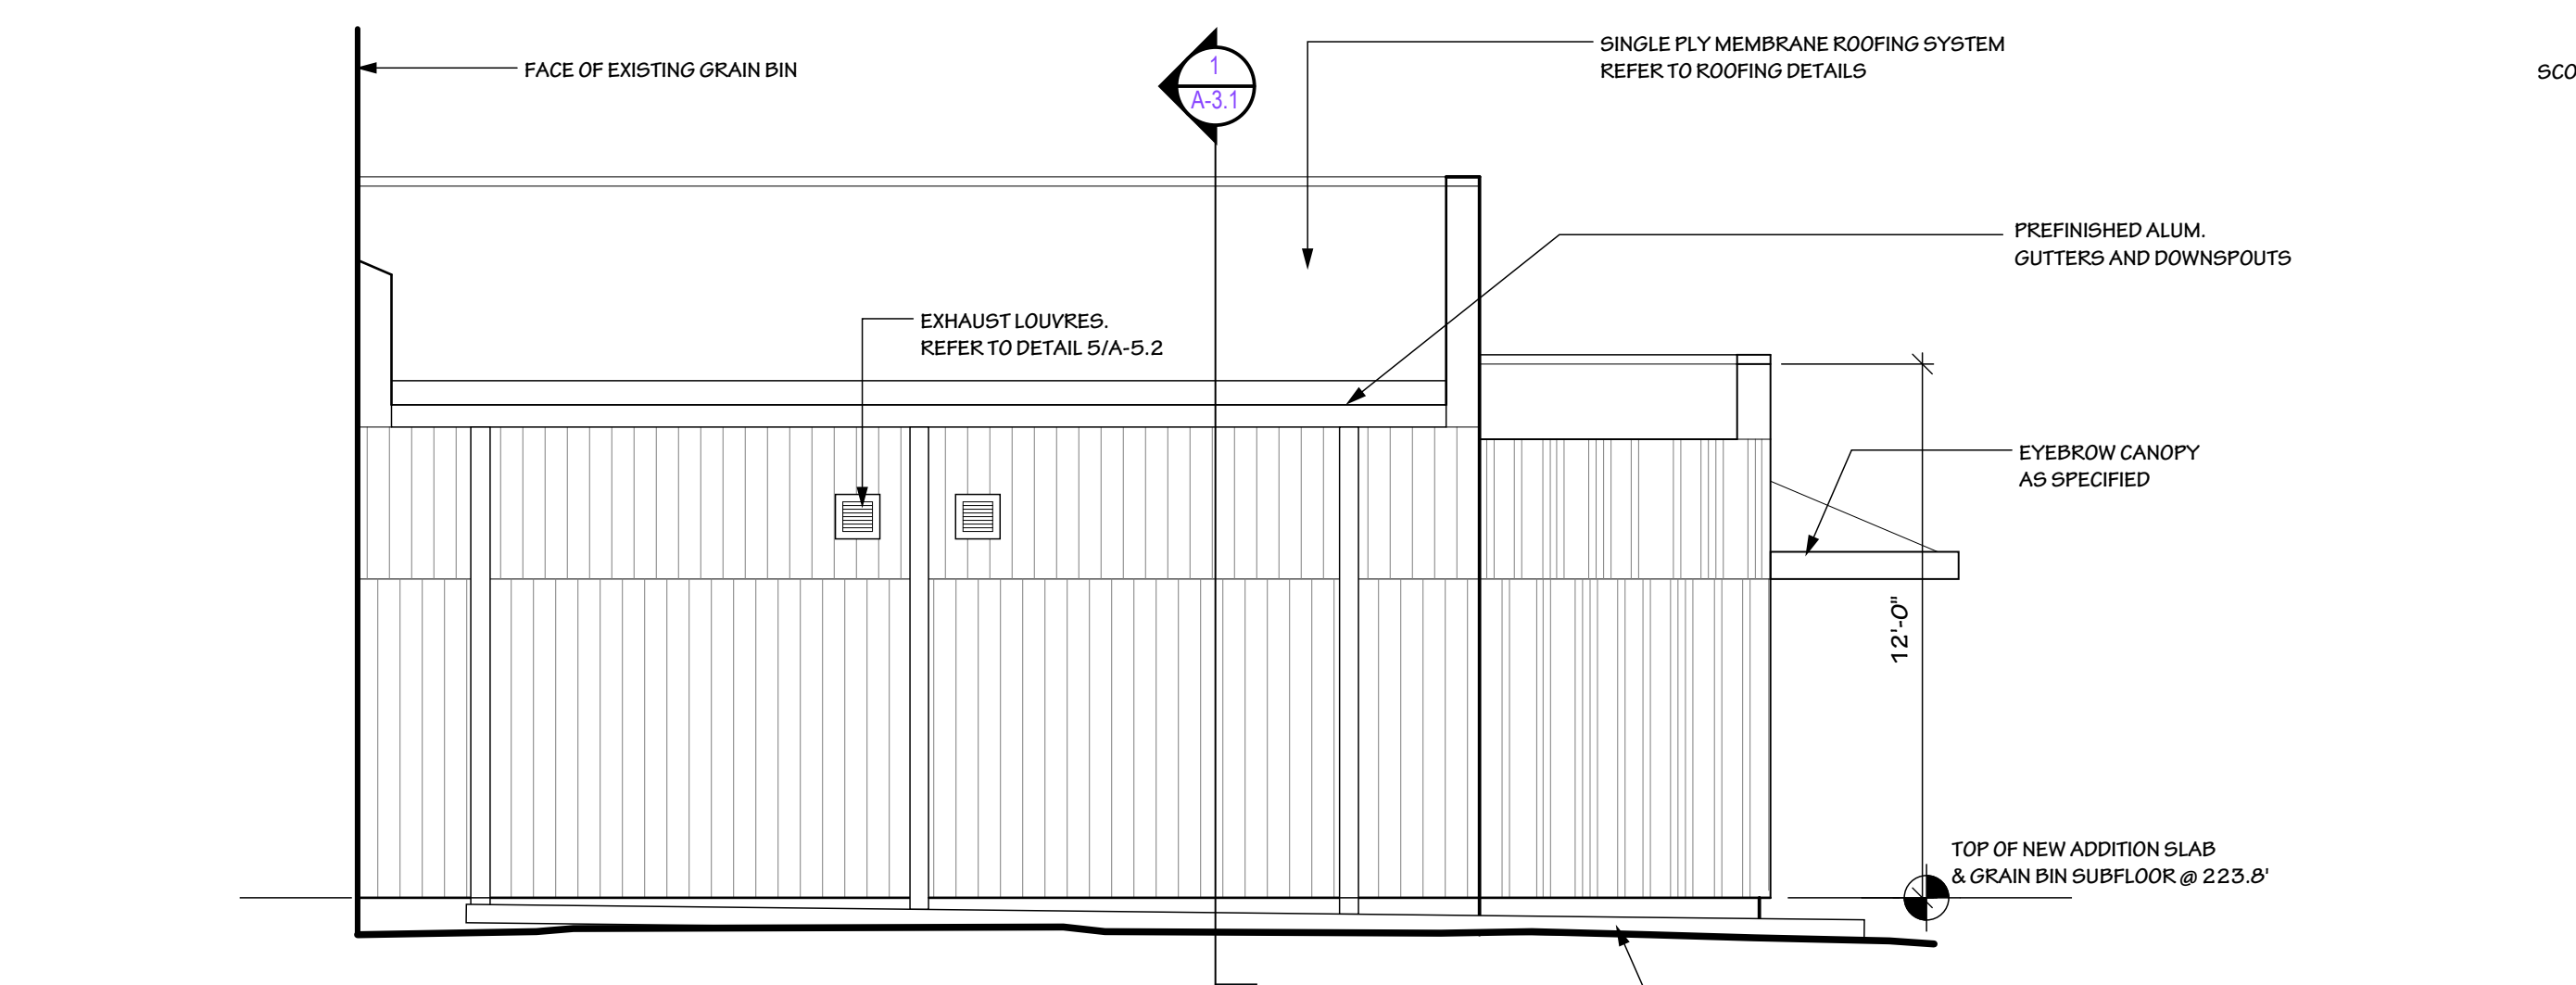 FACE OF EXISTING GRAIN BIN
1
A-3.1
SINGLE PLY MEMBRANE ROOFING SYSTEM
REFER TO ROOFING DETAILS
SCO
PREFINISHED ALUM.
GUTTERS AND DOWNSPOUTS
EXHAUST LOUVRES.
REFER TO DETAIL 5/A-5.2
EYEBROW CANOPY
AS SPECIFIED
12'-0"
TOP OF NEW ADDITION SLAB
& GRAIN BIN SUBFLOOR @ 223.8'